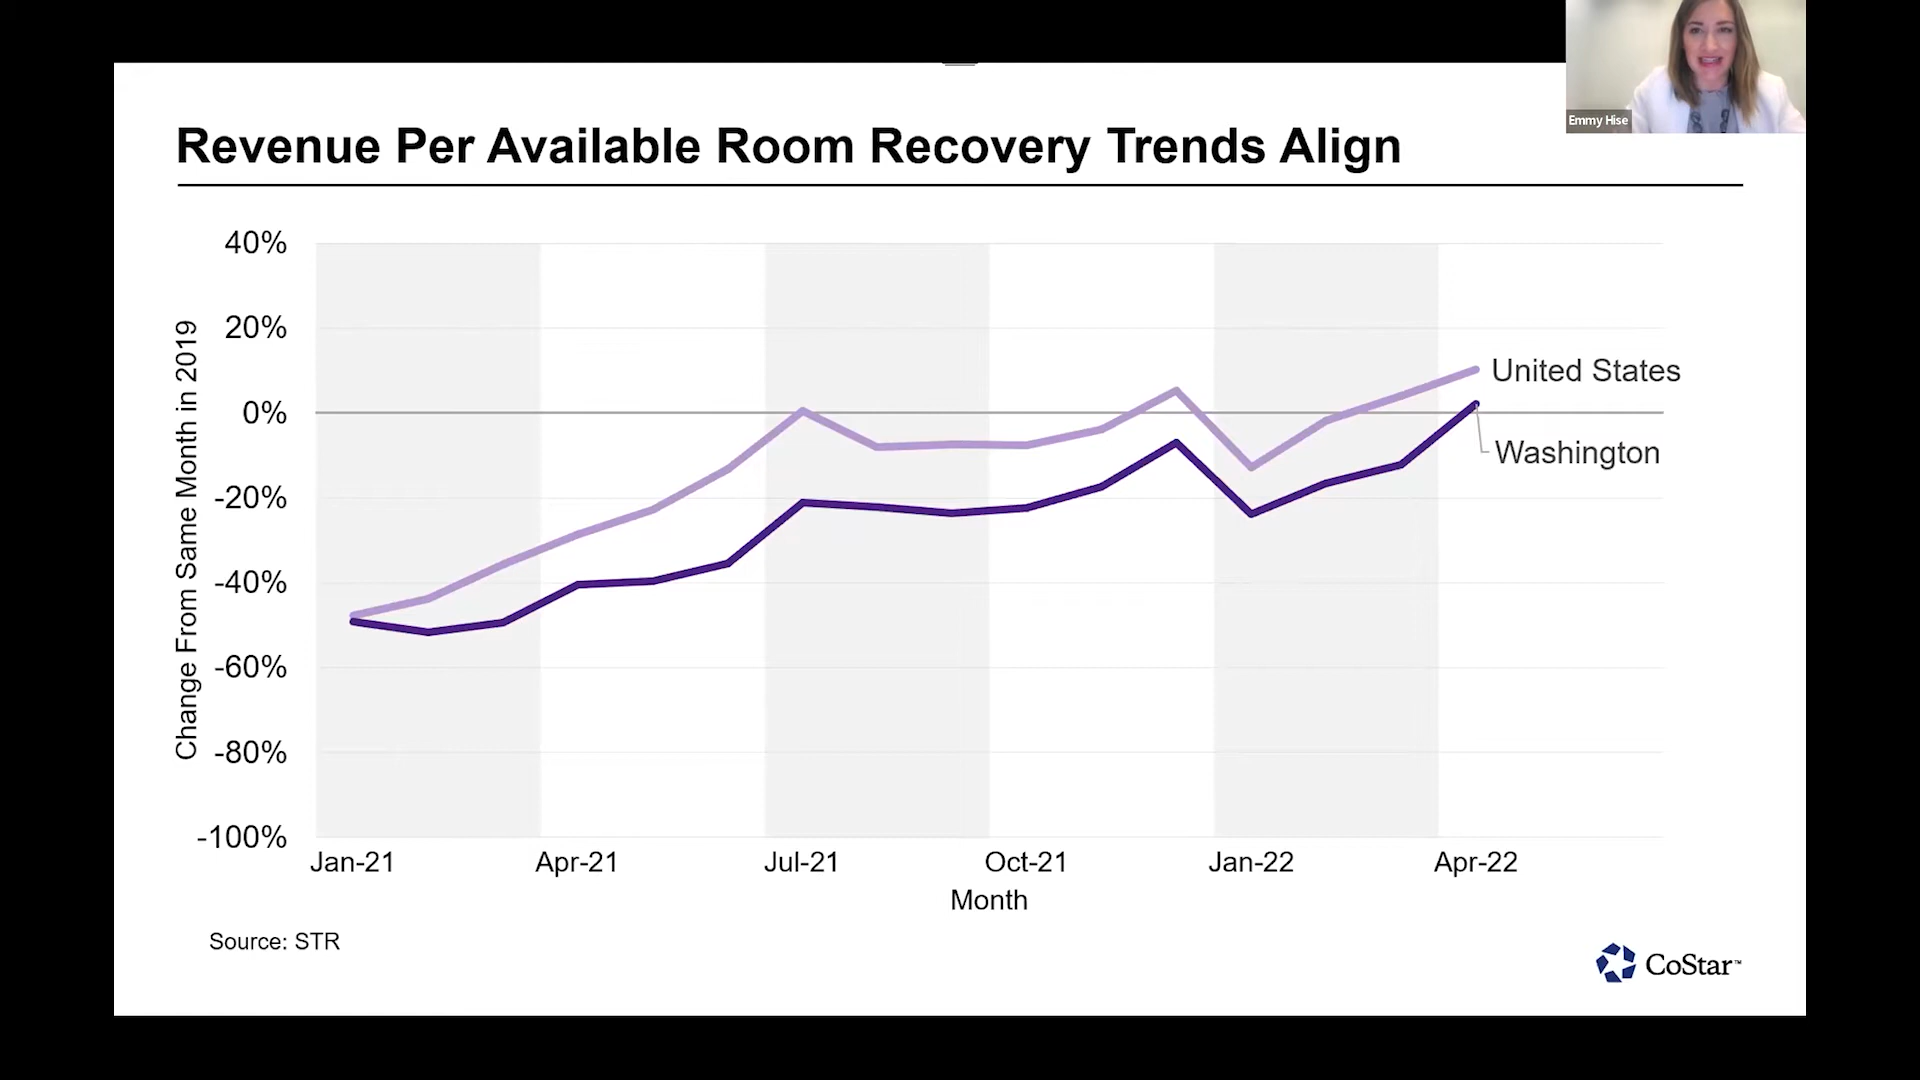 Emmy Hise
Revenue Per Available Room Recovery Trends Align
Change From Same Month in 2019
40%
20%
0%
-20%
-40%
-60%
-80%
-100%
United States
Washington
Jan-21 Apr-21 Jul-21 Oct-21 Jan-22 Apr-22
Month
Source: STR
CoStar™